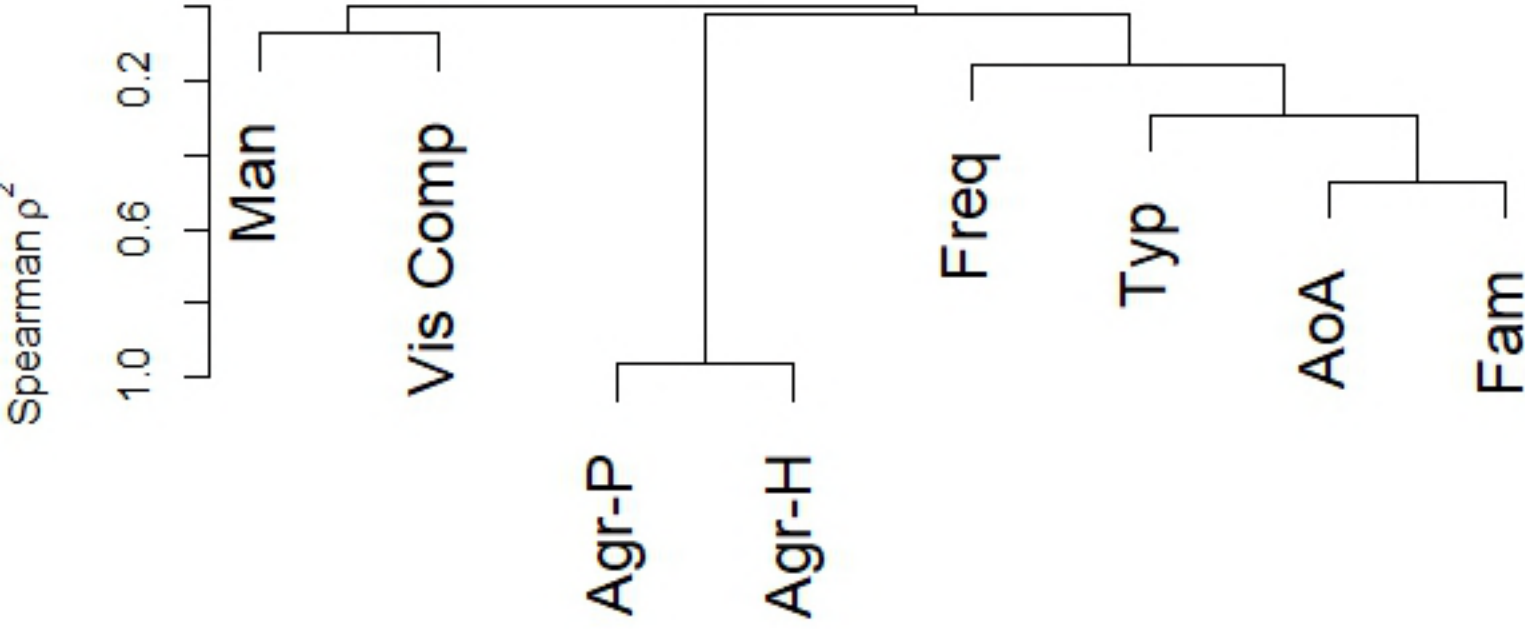 Spearman ρ²
0.2
0.6
1.0
Man
Vis Comp
Agr-P
Agr-H
Freq
Typ
AoA
Fam